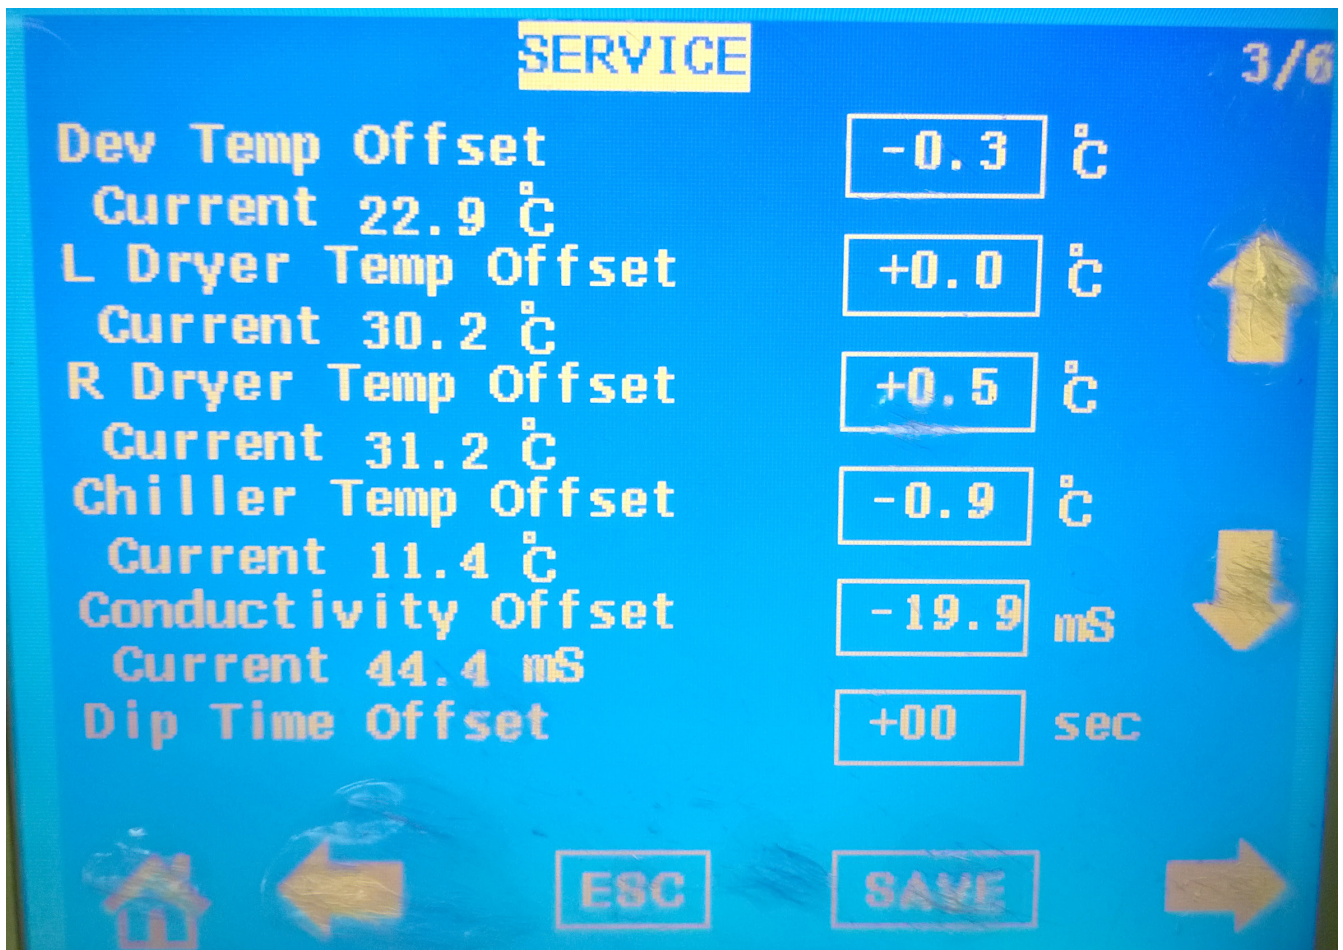 SERVICE 3/6
Dev Temp Offset -0.3 °C
Current 22.9 °C
L Dryer Temp Offset +0.0 °C
Current 30.2 °C
R Dryer Temp Offset +0.5 °C
Current 31.2 °C
Chiller Temp Offset -0.9 °C
Current 11.4 °C
Conductivity Offset -19.9 mS
Current 44.4 mS
Dip Time Offset +00 sec
ESC SAVE